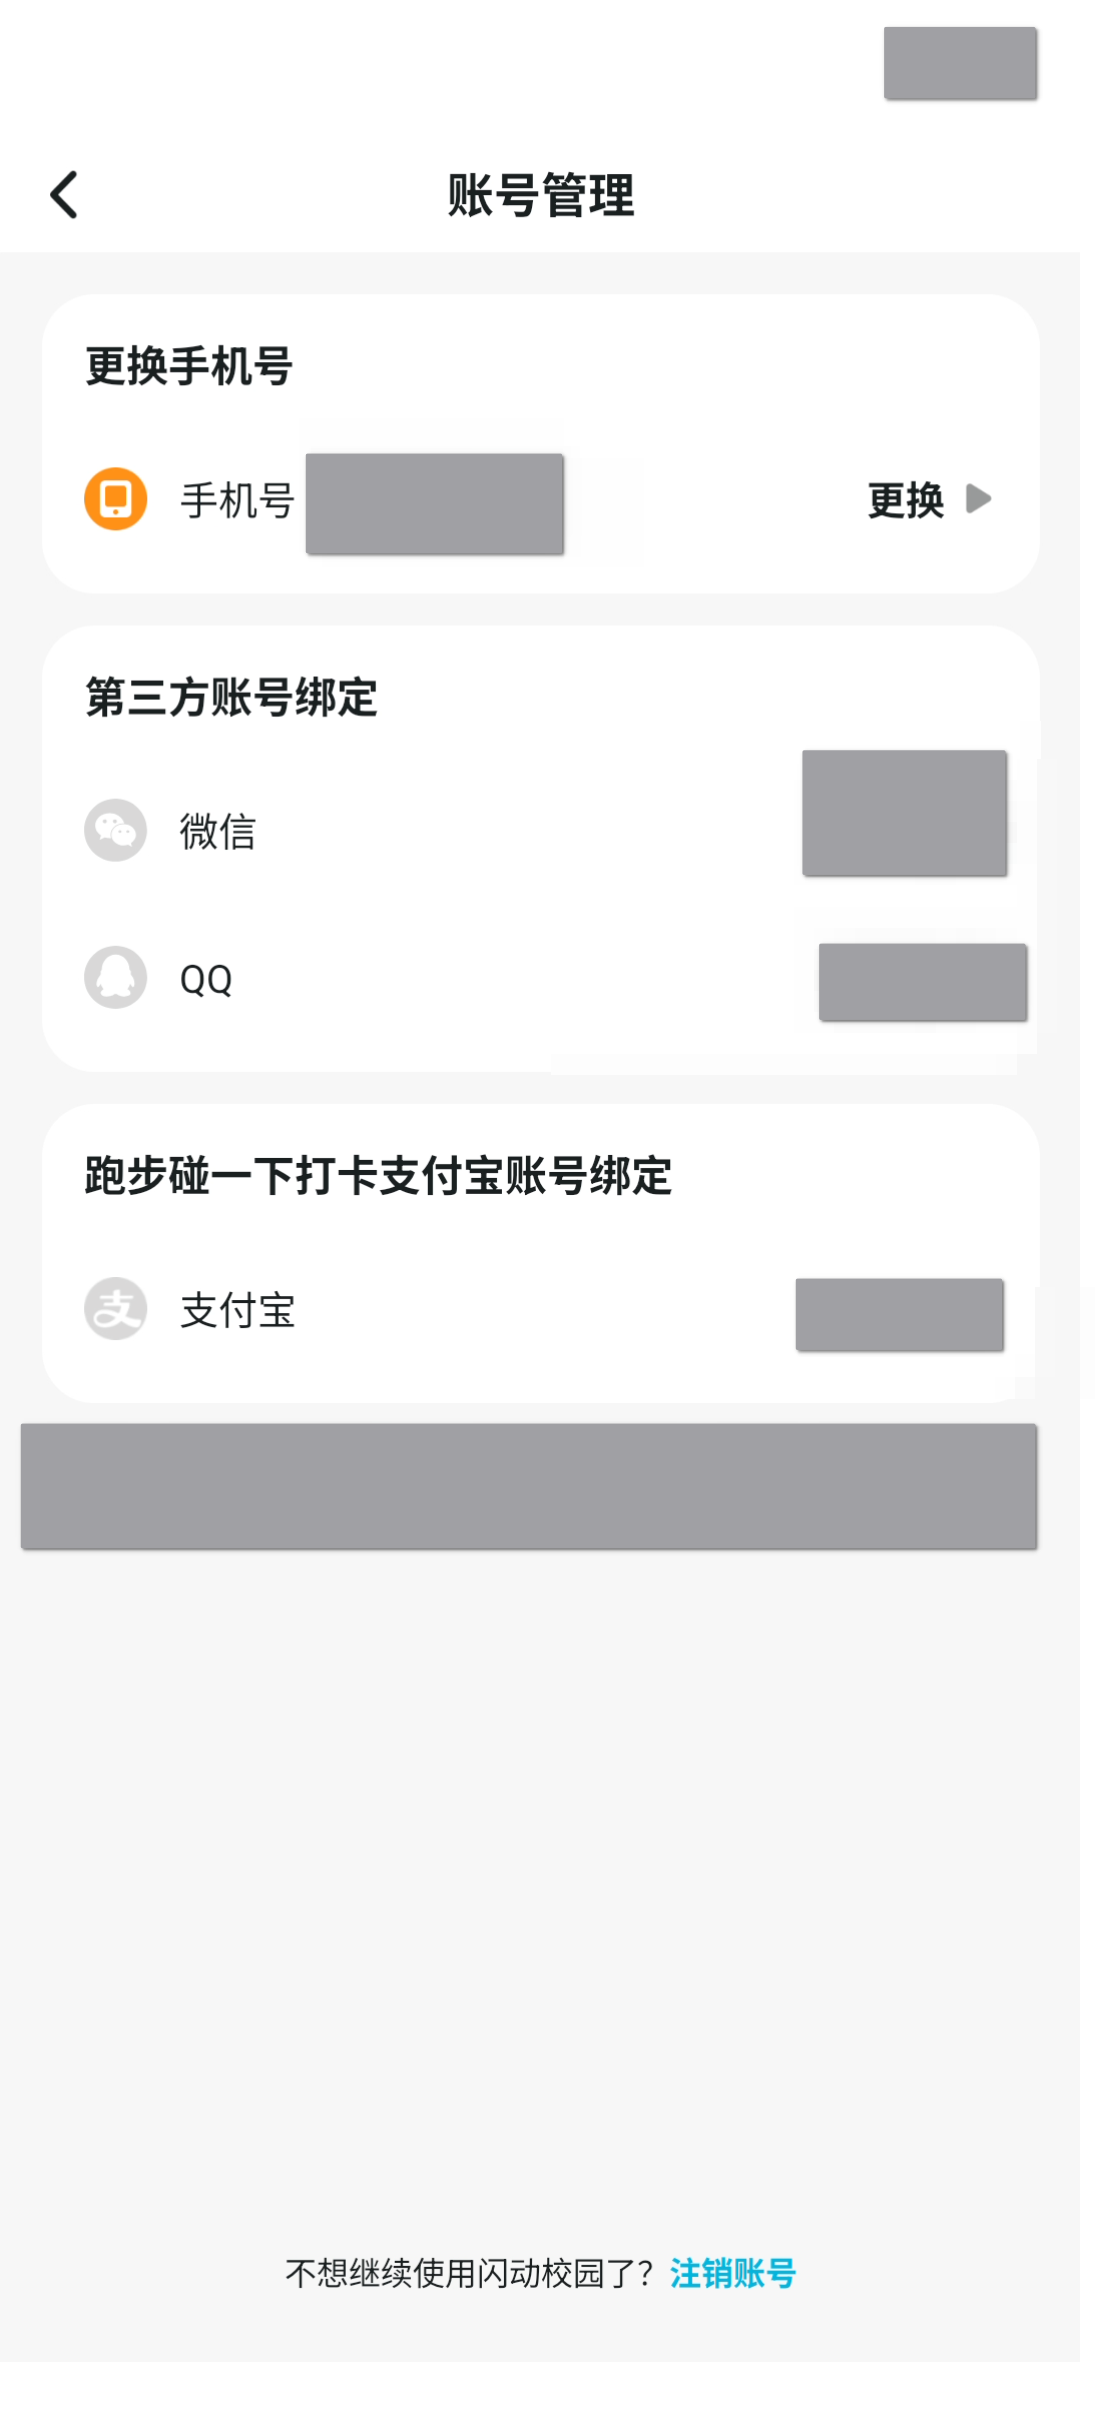 账号管理
更换手机号
手机号 更换
第三方账号绑定
微信
QQ
跑步碰一下打卡支付宝账号绑定
支付宝
不想继续使用闪动校园了？注销账号